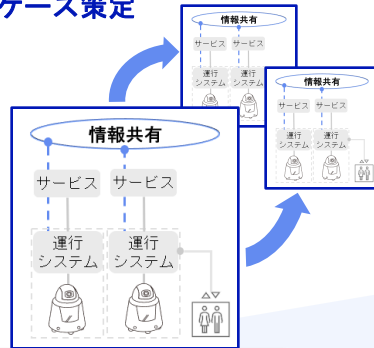 ケース策定
情報共有
サービス サービス
運行 運行
システム システム
情報共有
サービス サービス
運行 運行
システム システム
情報共有
サービス サービス
運行 運行
システム システム